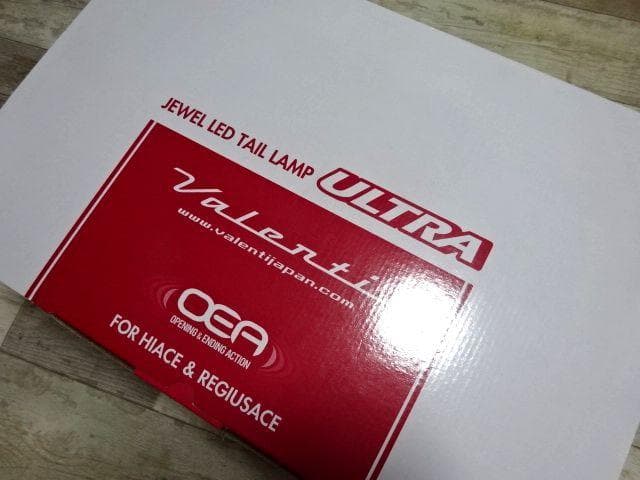 JEWEL LED TAIL LAMP ULTRA
Valenti
www.valentijapan.com
OEA
OPENING & ENDING ACTION
FOR HIACE & REGIUSACE